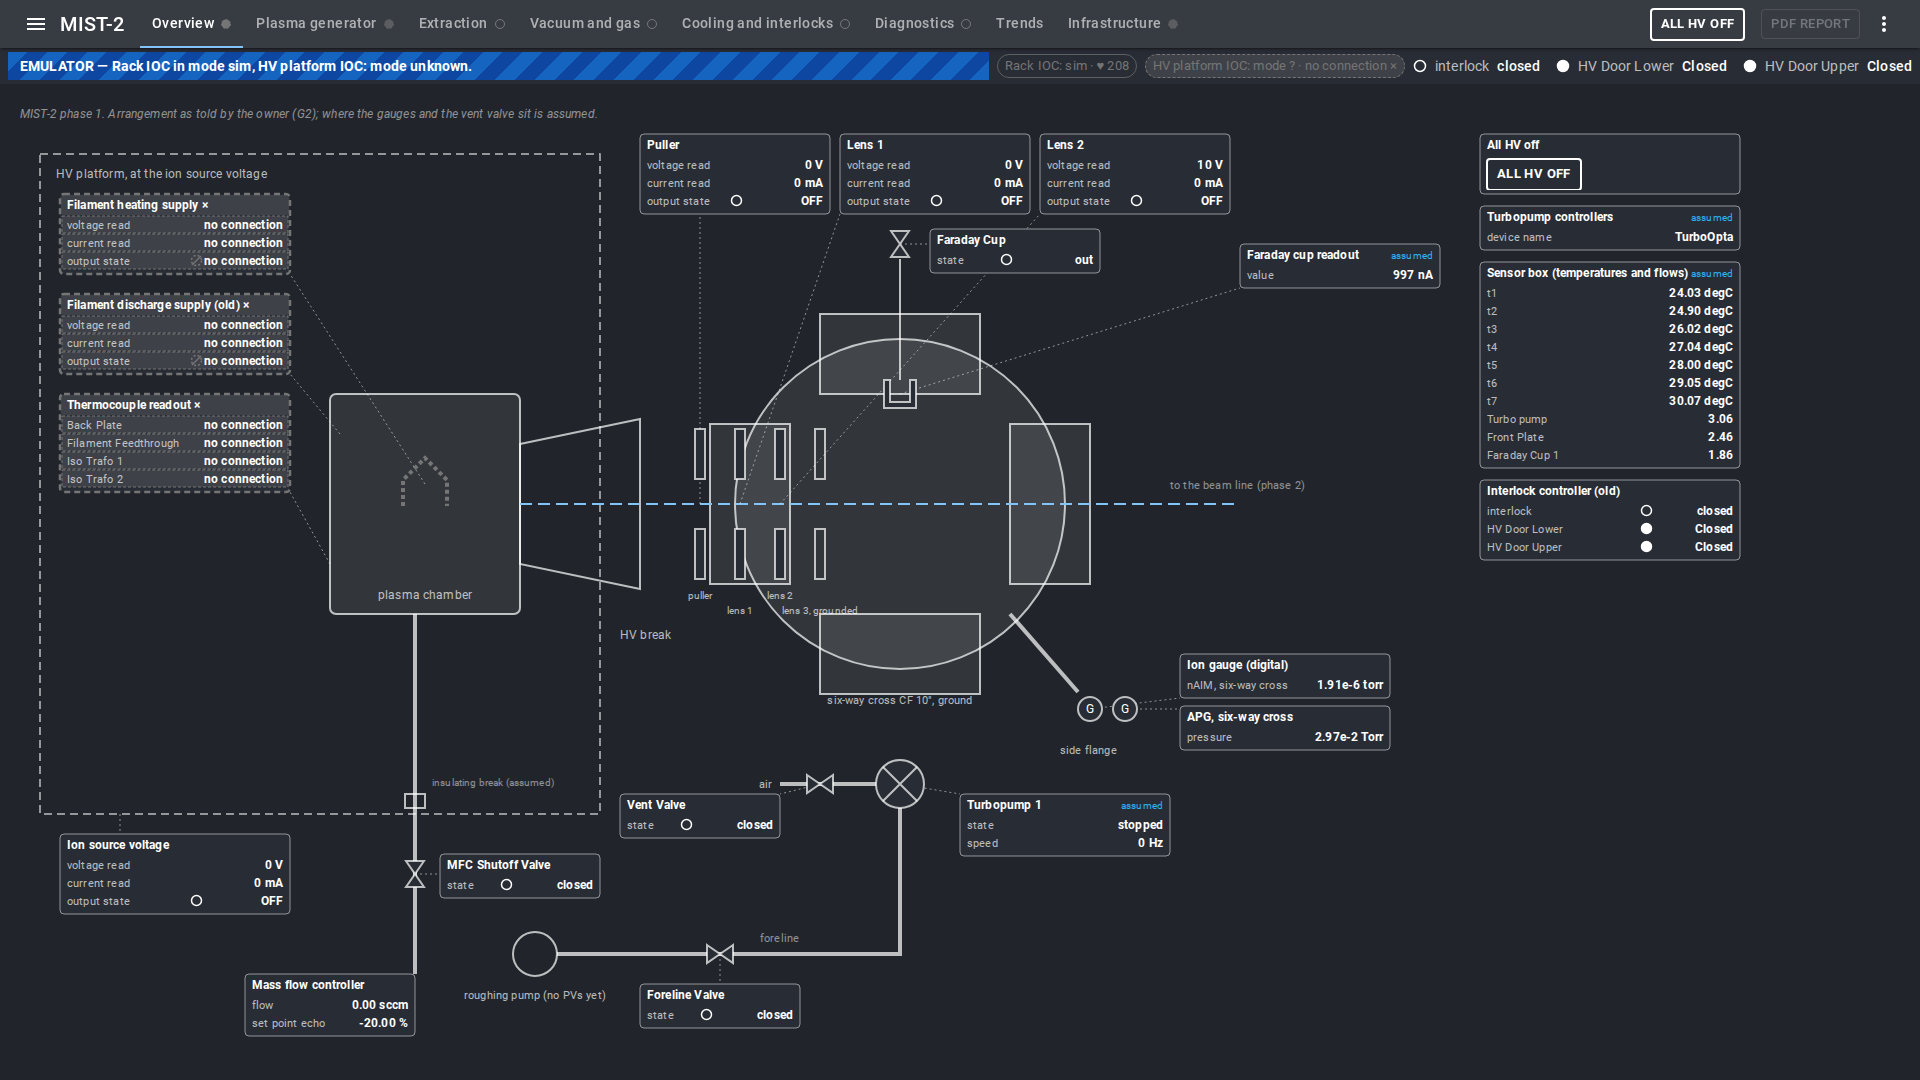 MIST-2
Overview
Plasma generator
Extraction
Vacuum and gas
Cooling and interlocks
Diagnostics
Trends
Infrastructure
ALL HV OFF
PDF REPORT
EMULATOR — Rack IOC in mode sim, HV platform IOC: mode unknown.
Rack IOC: sim · ♥ 208
HV platform IOC: mode ? · no connection ×
interlock closed
HV Door Lower Closed
HV Door Upper Closed
MIST-2 phase 1. Arrangement as told by the owner (G2); where the gauges and the vent valve sit is assumed.
HV platform, at the ion source voltage
Filament heating supply ×
voltage read no connection
current read no connection
output state no connection
Filament discharge supply (old) ×
voltage read no connection
current read no connection
output state no connection
Thermocouple readout ×
Back Plate no connection
Filament Feedthrough no connection
Iso Trafo 1 no connection
Iso Trafo 2 no connection
plasma chamber
insulating break (assumed)
Ion source voltage
voltage read 0 V
current read 0 mA
output state OFF
MFC Shutoff Valve
state closed
Mass flow controller
flow 0.00 sccm
set point echo -20.00 %
Puller
voltage read 0 V
current read 0 mA
output state OFF
Lens 1
voltage read 0 V
current read 0 mA
output state OFF
Lens 2
voltage read 10 V
current read 0 mA
output state OFF
Faraday Cup
state out
Faraday cup readout assumed
value 997 nA
to the beam line (phase 2)
puller
lens 1
lens 2
lens 3, grounded
HV break
six-way cross CF 10", ground
G
G
side flange
Ion gauge (digital)
nAIM, six-way cross 1.91e-6 torr
APG, six-way cross
pressure 2.97e-2 Torr
air
Vent Valve
state closed
Turbopump 1 assumed
state stopped
speed 0 Hz
foreline
roughing pump (no PVs yet)
Foreline Valve
state closed
All HV off
ALL HV OFF
Turbopump controllers assumed
device name TurboOpta
Sensor box (temperatures and flows) assumed
t1 24.03 degC
t2 24.90 degC
t3 26.02 degC
t4 27.04 degC
t5 28.00 degC
t6 29.05 degC
t7 30.07 degC
Turbo pump 3.06
Front Plate 2.46
Faraday Cup 1 1.86
Interlock controller (old)
interlock closed
HV Door Lower Closed
HV Door Upper Closed